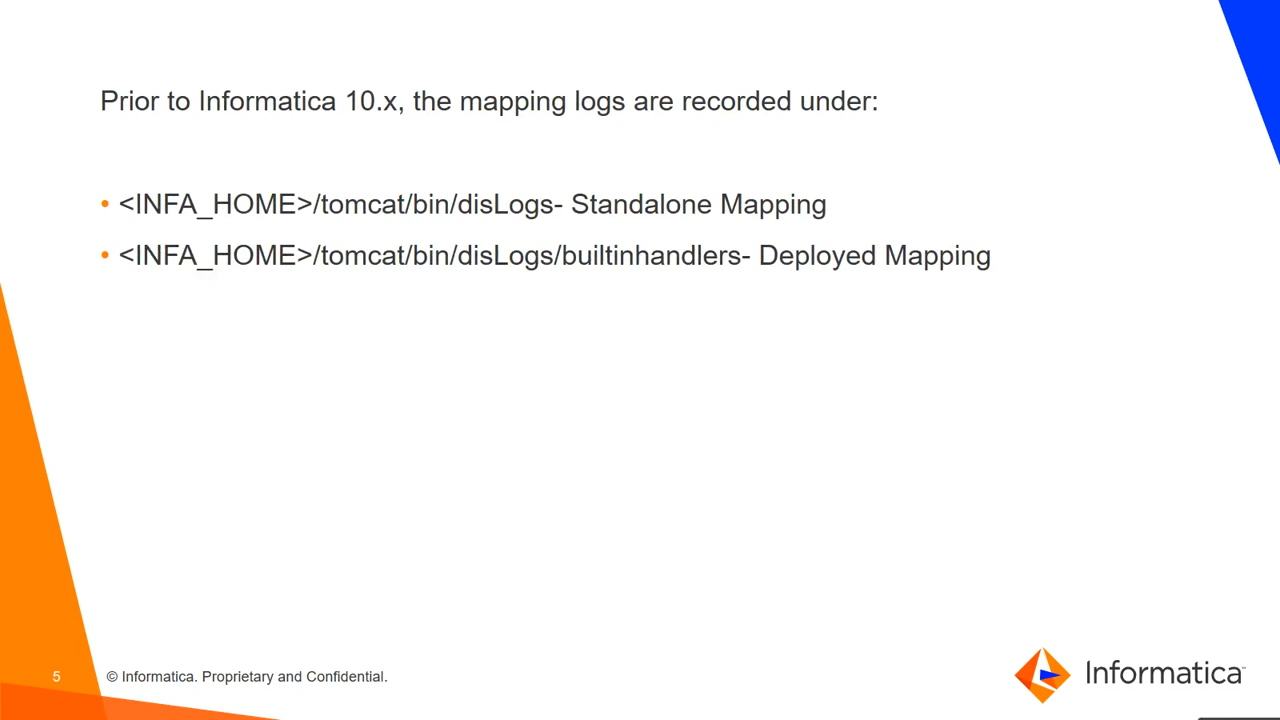 Prior to Informatica 10.x, the mapping logs are recorded under:
• <INFA_HOME>/tomcat/bin/disLogs- Standalone Mapping
• <INFA_HOME>/tomcat/bin/disLogs/builtinhandlers- Deployed Mapping
5 © Informatica. Proprietary and Confidential.
Informatica™